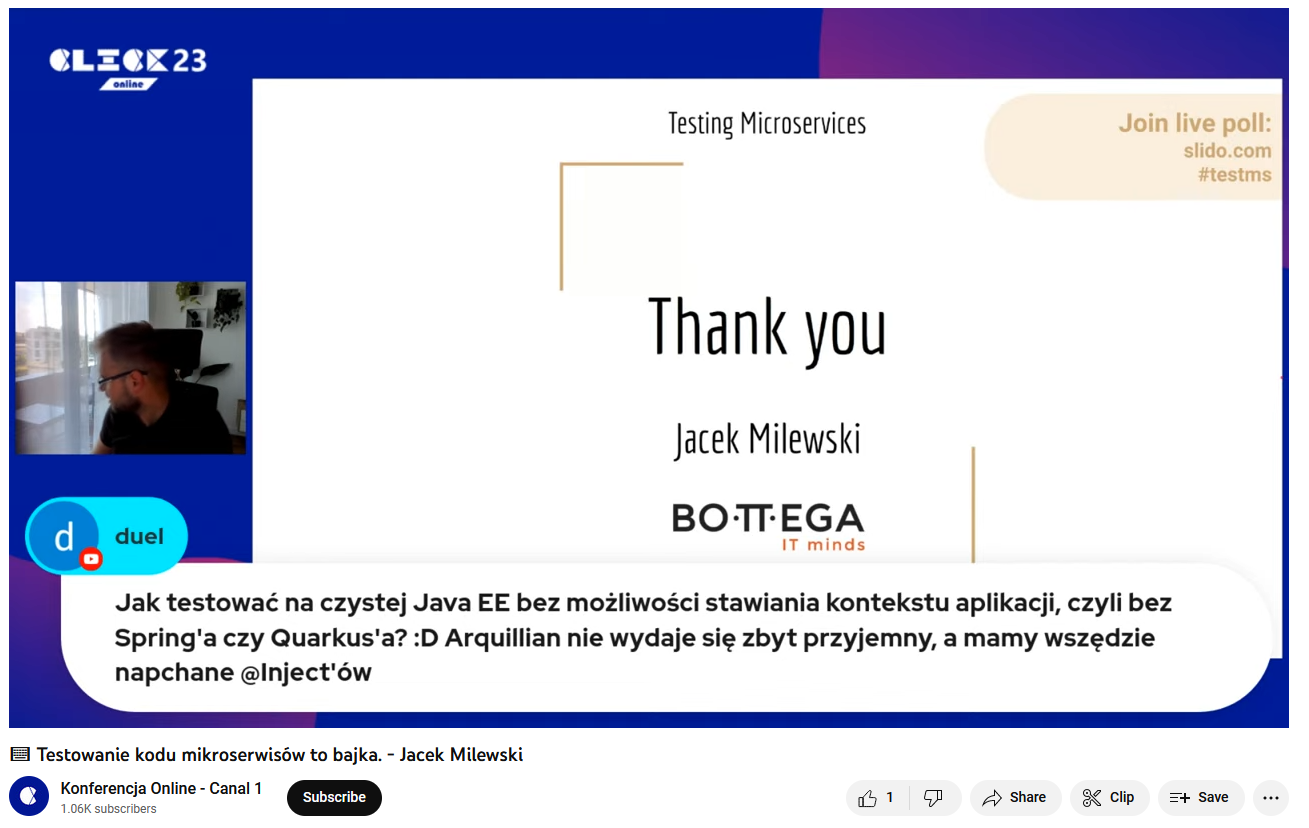 CLICK 23
online
Testing Microservices
Join live poll:
slido.com
#testms
Thank you
Jacek Milewski
BO·TT·EGA
IT minds
d
duel
Jak testować na czystej Java EE bez możliwości stawiania kontekstu aplikacji, czyli bez
Spring'a czy Quarkus'a? :D Arquillian nie wydaje się zbyt przyjemny, a mamy wszędzie
napchane @Inject'ów
Testowanie kodu mikroserwisów to bajka. - Jacek Milewski
Konferencja Online - Canal 1
1.06K subscribers
Subscribe
1
Share
Clip
Save